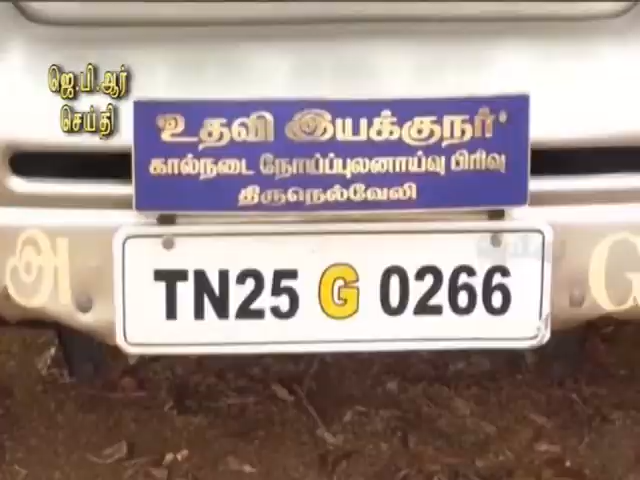 ஜெ.பி.ஆர்
செய்தி
'உதவி இயக்குநர்'
கால்நடை நோய்ப்புலனாய்வு பிரிவு
திருநெல்வேலி
அ
G
TN25 G 0266